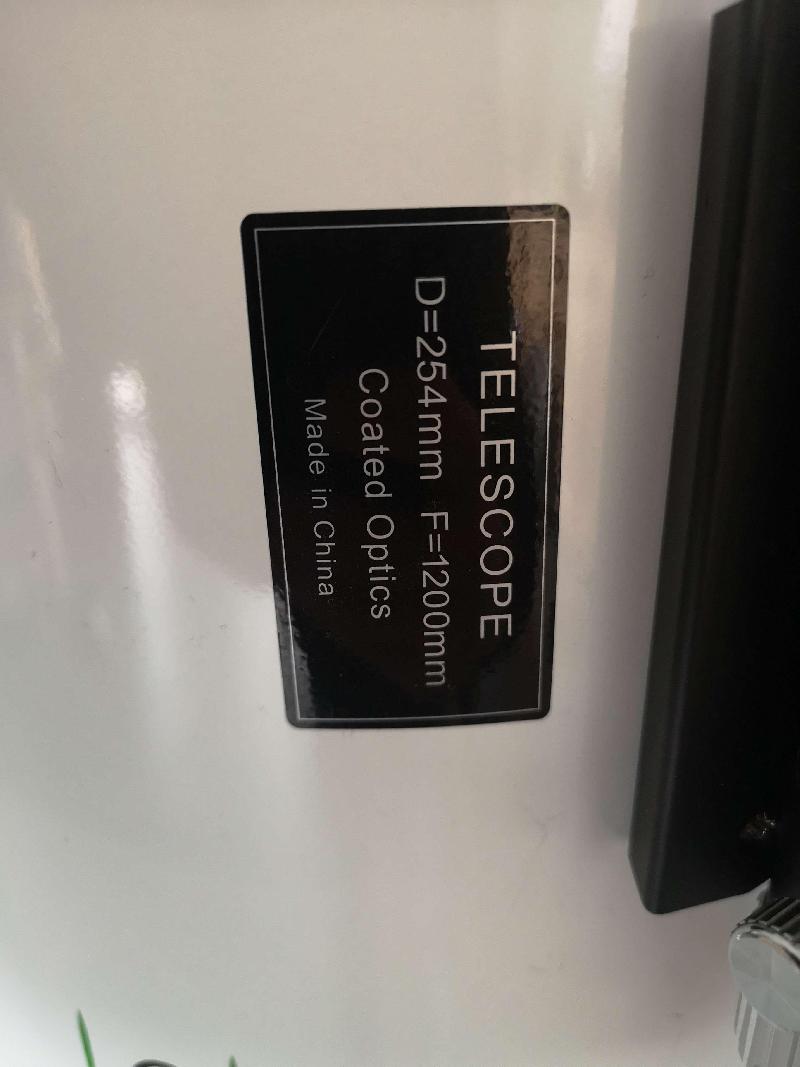 TELESCOPE
D=254mm F=1200mm
Coated Optics
Made in China